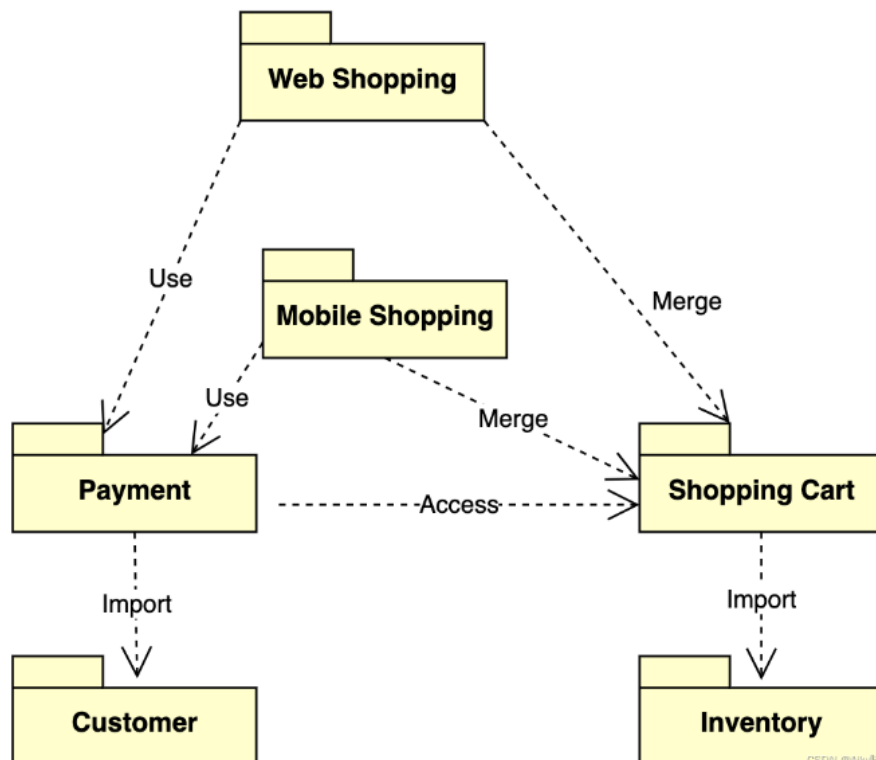 Web Shopping
Use
Merge
Mobile Shopping
Use
Merge
Payment
Access
Shopping Cart
Import
Import
Customer
Inventory